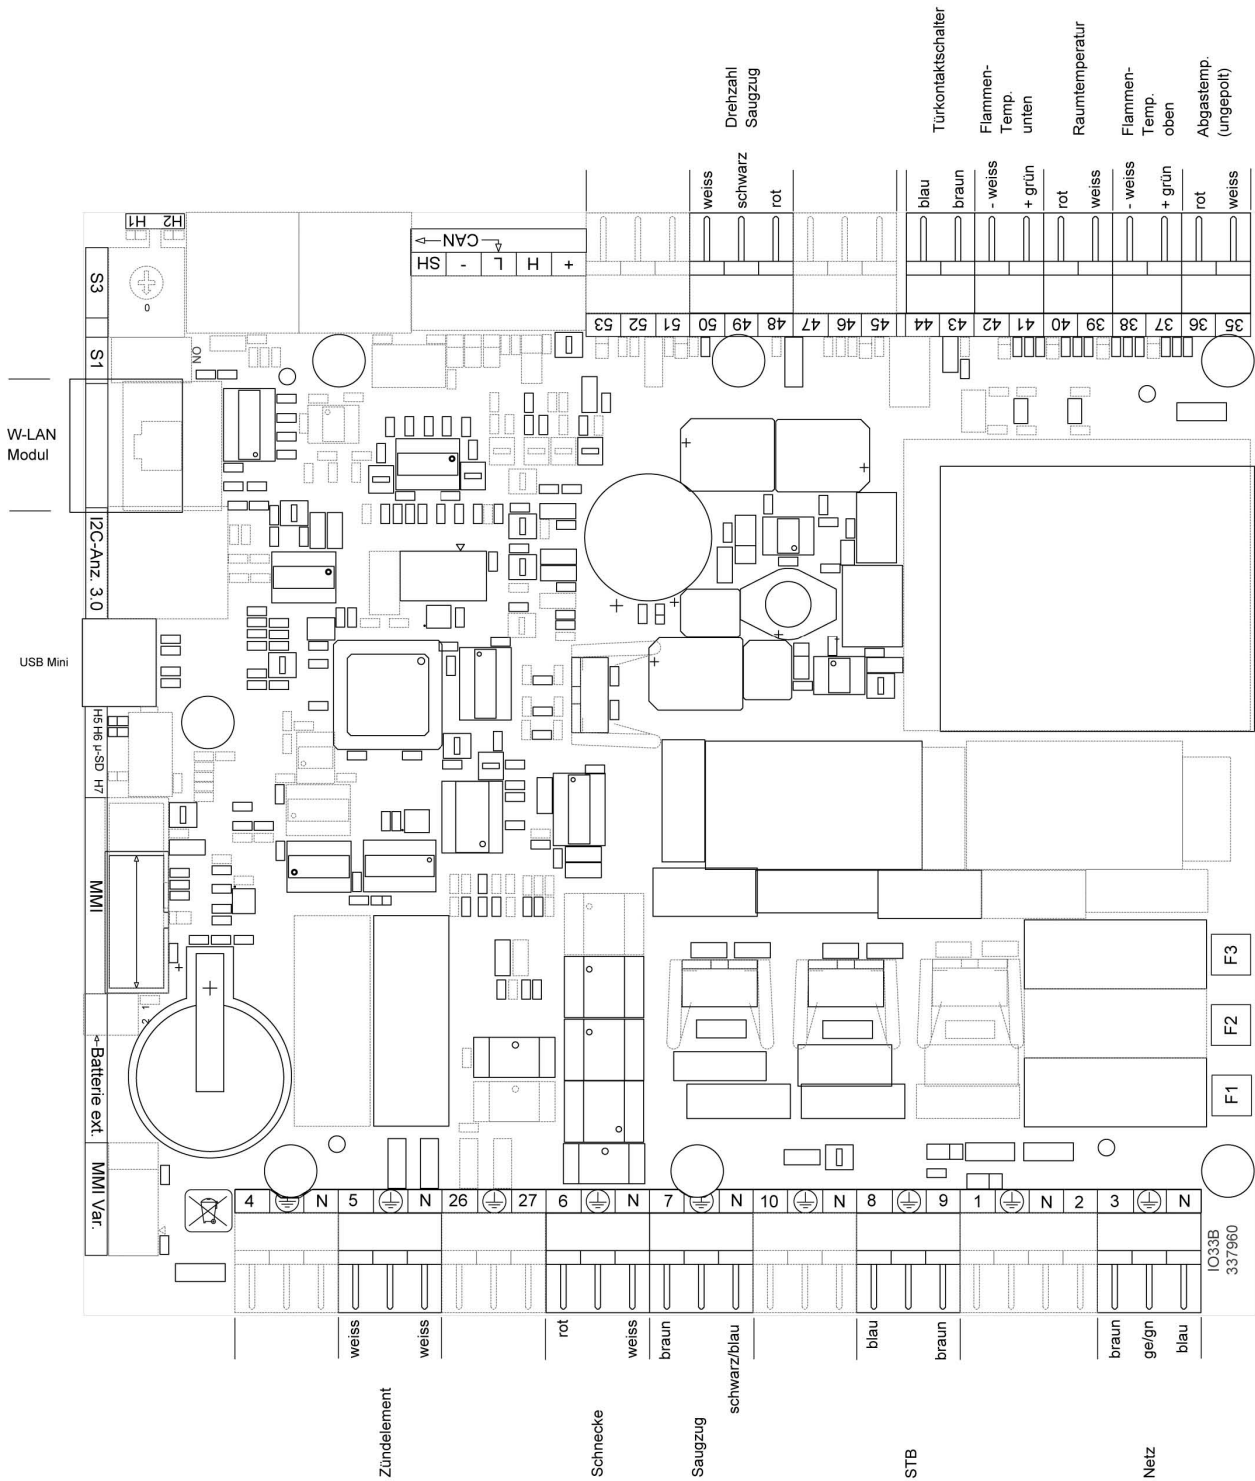 Drehzahl
Saugzug
Türkontaktschalter
Flammen-
Temp.
unten
Raumtemperatur
Flammen-
Temp.
oben
Abgastemp.
(ungepolt)
weiss
schwarz
rot
blau
braun
- weiss
+ grün
rot
weiss
- weiss
+ grün
rot
weiss
H1
H2
CAN
SH
-
L
H
+
53
52
51
50
49
48
47
46
45
44
43
42
41
40
39
38
37
36
35
S3
0
S1
ON
W-LAN
Modul
I2C-Anz. 3.0
USB Mini
H5 H6 µ-SD H7
MMI
2 1
Batterie ext.
MMI Var.
+
+
+
+
+
+
+
+
F3
F2
F1
4
N
5
N
26
27
6
N
7
N
10
N
8
9
1
N
2
3
N
IO33B
337960
weiss
weiss
rot
weiss
braun
schwarz/blau
blau
braun
braun
ge/gn
blau
Zündelement
Schnecke
Saugzug
STB
Netz